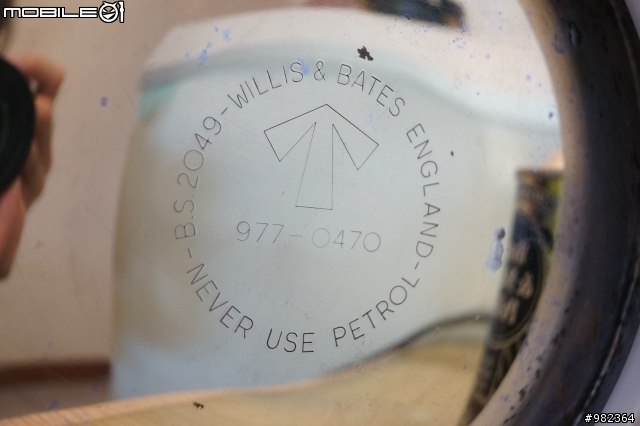 MOBILE01
WILLIS & BATES ENGLAND - NEVER USE PETROL - B.S. 2049 -
977-0470
#982364